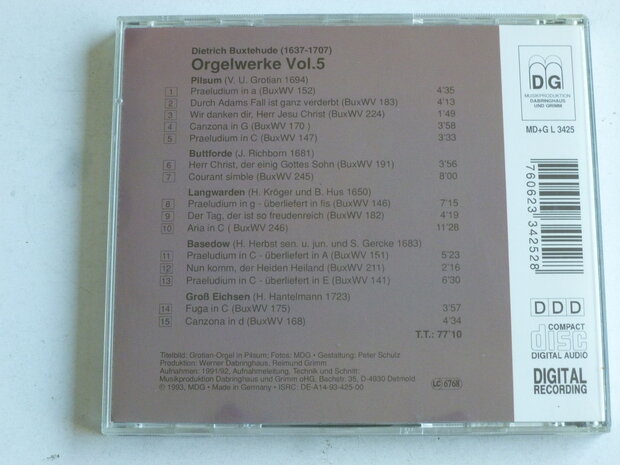 Dietrich Buxtehude (1637-1707)
Orgelwerke Vol.5
Pilsum (V. U. Grotian 1694)
1 Praeludium in a (BuxWV 152) 4'35
2 Durch Adams Fall ist ganz verderbt (BuxWV 183) 4'13
3 Wir danken dir, Herr Jesu Christ (BuxWV 224) 1'49
4 Canzona in G (BuxWV 170 ) 3'58
5 Praeludium in C (BuxWV 147) 3'33
Buttforde (J. Richborn 1681)
6 Herr Christ, der einig Gottes Sohn (BuxWV 191) 3'56
7 Courant simble (BuxWV 245) 8'00
Langwarden (H. Kröger und B. Hus 1650)
8 Praeludium in g - überliefert in fis (BuxWV 146) 7'15
9 Der Tag, der ist so freudenreich (BuxWV 182) 4'19
10 Aria in C ( BuxWV 246) 11'28
Basedow (H. Herbst sen. u. jun. und S. Gercke 1683)
11 Praeludium in C - überliefert in A (BuxWV 151) 5'23
12 Nun komm, der Heiden Heiland (BuxWV 211) 2'16
13 Praeludium in C - überliefert in E (BuxWV 141) 6'30
Groß Eichsen (H. Hantelmann 1723)
14 Fuga in C (BuxWV 175) 3'57
15 Canzona in d (BuxWV 168) 4'34
T.T.: 77'10
Titelbild: Grotian-Orgel in Pilsum; Fotos: MDG • Gestaltung: Peter Schulz
Produktion: Werner Dabringhaus, Reimund Grimm
Aufnahmen: 1991/92, Aufnahmeleitung, Technik und Schnitt:
Musikproduktion Dabringhaus und Grimm oHG, Bachstr. 35, D-4930 Detmold
© 1993, MDG • Made in Germany • ISRC: DE-A14-93-425 00
LC 6768
DG
MUSIKPRODUKTION
DABRINGHAUS
UND GRIMM
MD+G L 3425
760623 342528
DDD
COMPACT
disc
DIGITAL AUDIO
DIGITAL
RECORDING